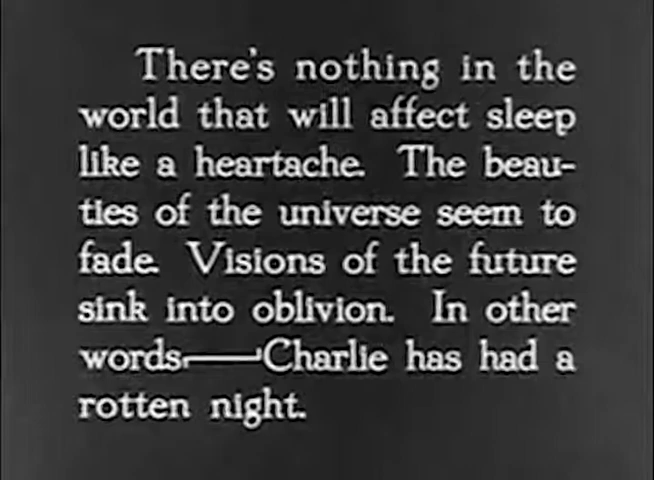 There's nothing in the
world that will affect sleep
like a heartache. The beau-
ties of the universe seem to
fade. Visions of the future
sink into oblivion. In other
words—Charlie has had a
rotten night.